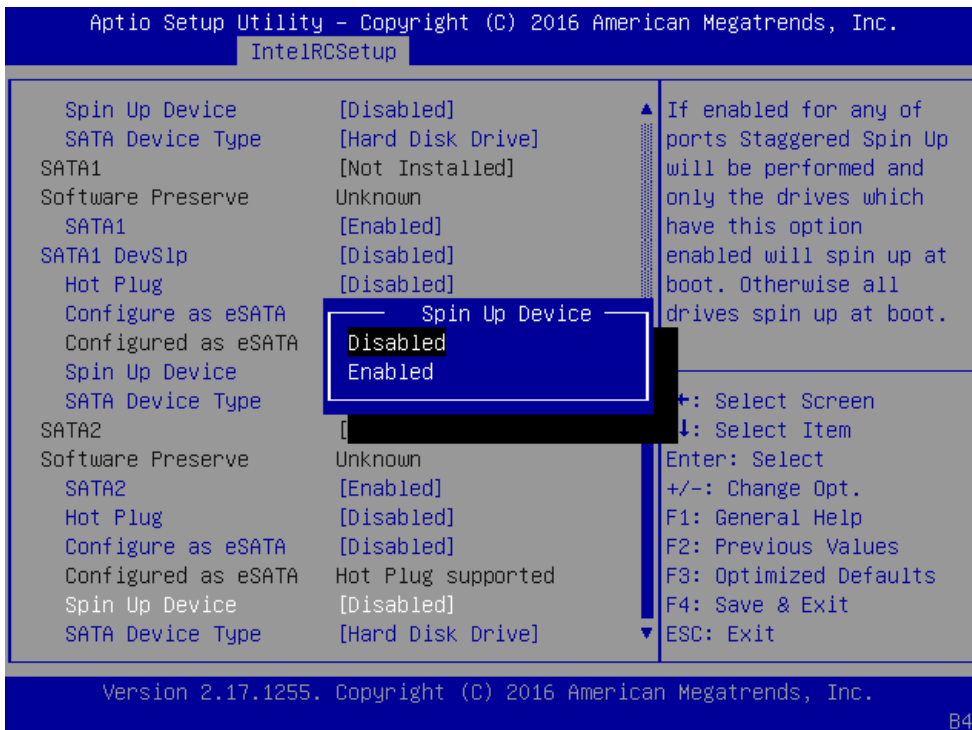 Aptio Setup Utility – Copyright (C) 2016 American Megatrends, Inc.
IntelRCSetup
Spin Up Device [Disabled]
SATA Device Type [Hard Disk Drive]
SATA1 [Not Installed]
Software Preserve Unknown
SATA1 [Enabled]
SATA1 DevSlp [Disabled]
Hot Plug [Disabled]
Configure as eSATA
Configured as eSATA
Spin Up Device
SATA Device Type
SATA2 [
Software Preserve Unknown
SATA2 [Enabled]
Hot Plug [Disabled]
Configure as eSATA [Disabled]
Configured as eSATA Hot Plug supported
Spin Up Device [Disabled]
SATA Device Type [Hard Disk Drive]
Spin Up Device
Disabled
Enabled
If enabled for any of
ports Staggered Spin Up
will be performed and
only the drives which
have this option
enabled will spin up at
boot. Otherwise all
drives spin up at boot.
←: Select Screen
↓: Select Item
Enter: Select
+/-: Change Opt.
F1: General Help
F2: Previous Values
F3: Optimized Defaults
F4: Save & Exit
ESC: Exit
Version 2.17.1255. Copyright (C) 2016 American Megatrends, Inc.
B4